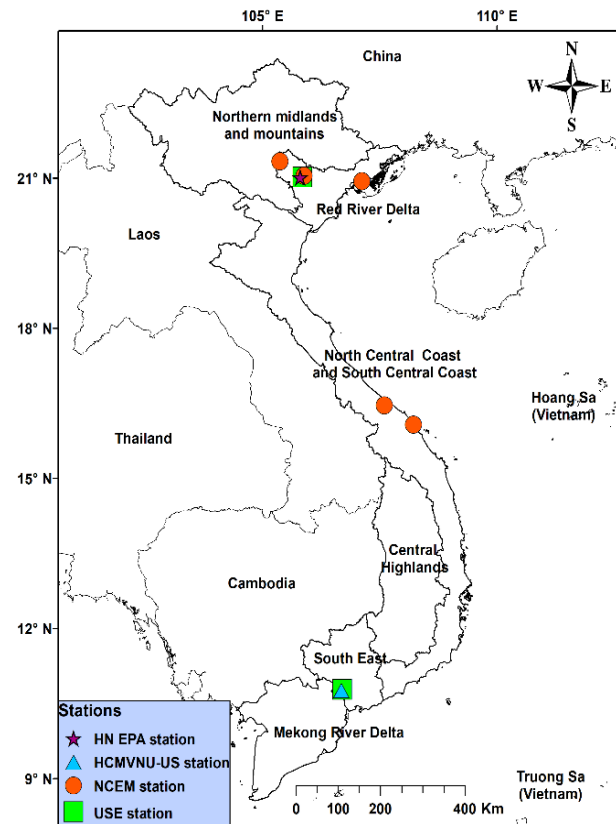 105° E
110° E
China
N
W
E
S
Northern midlands
and mountains
21° N
Red River Delta
Laos
18° N
North Central Coast
and South Central Coast
Hoang Sa
(Vietnam)
Thailand
15° N
Central
Highlands
Cambodia
12° N
South East
Mekong River Delta
9° N
Truong Sa
(Vietnam)
Stations
HN EPA station
HCMVNU-US station
NCEM station
USE station
0 100 200 400 Km